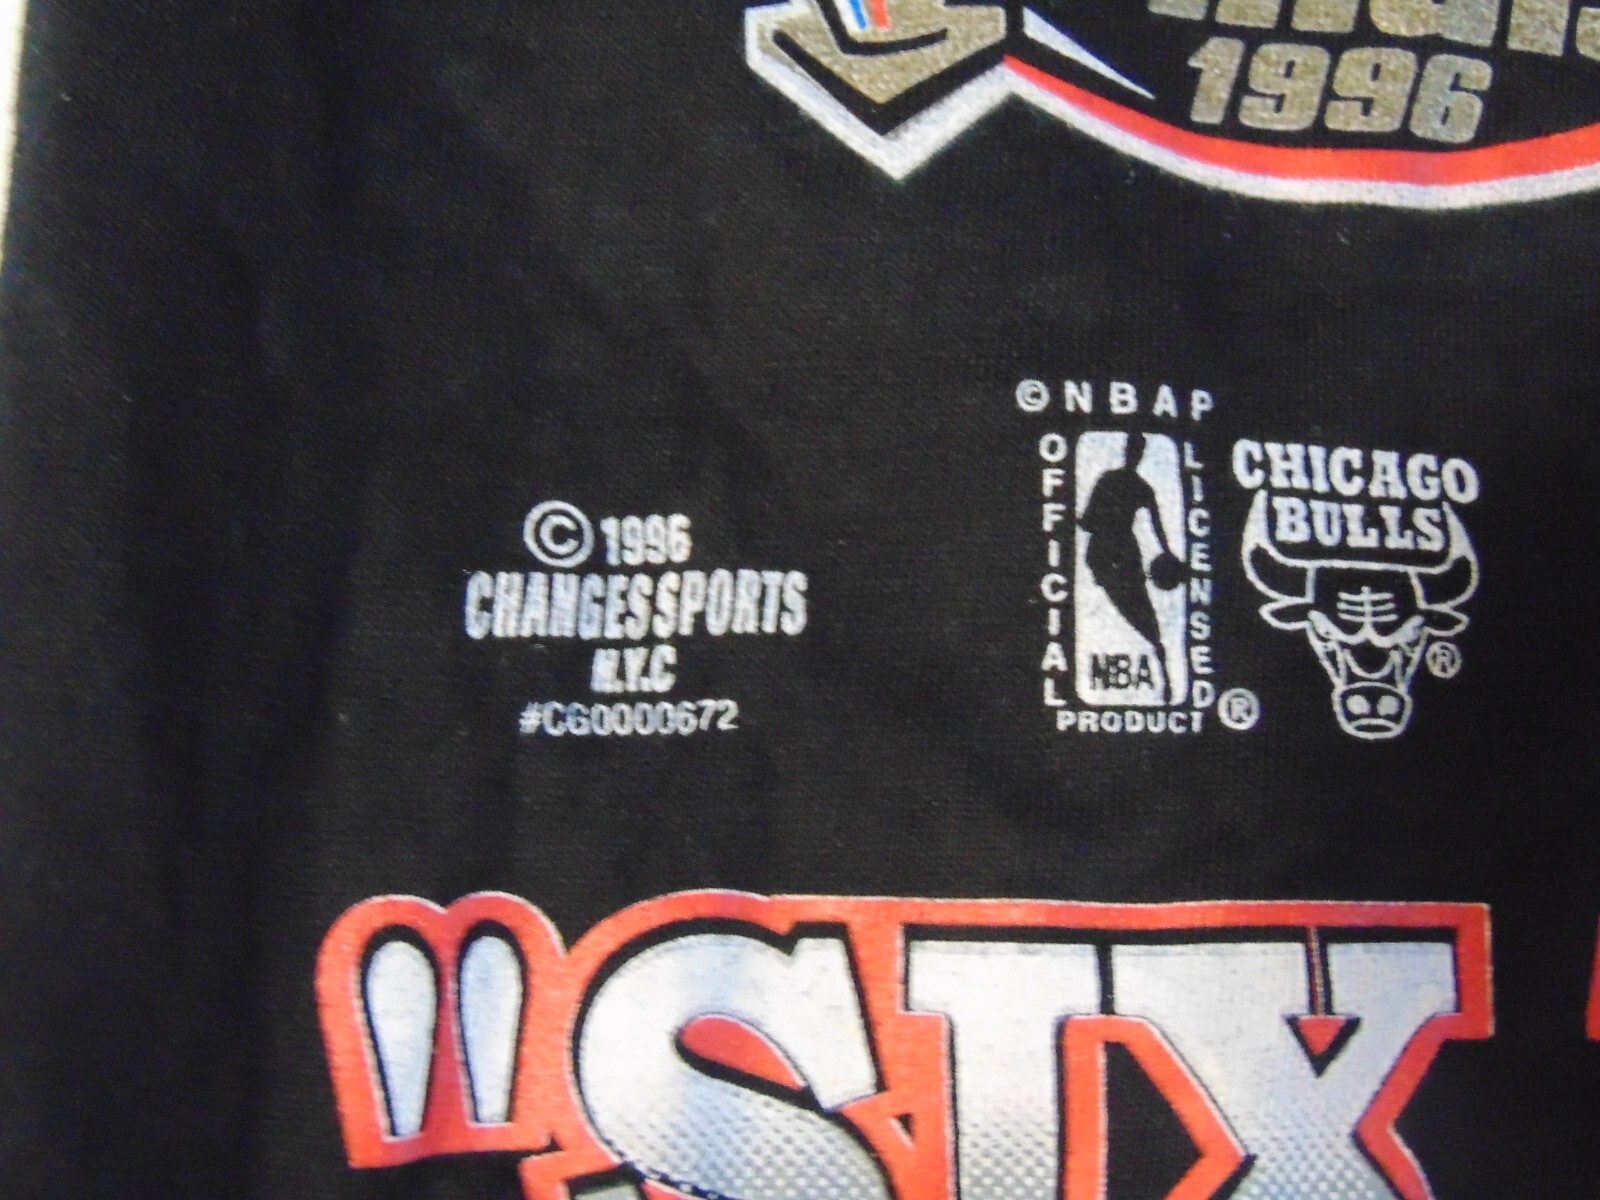 1996
© NBAP
OFFICIAL
LICENSED
NBA
PRODUCT ®
CHICAGO
BULLS
®
© 1996
CHANGES SPORTS
N.Y.C
#CG0000672
"SIX